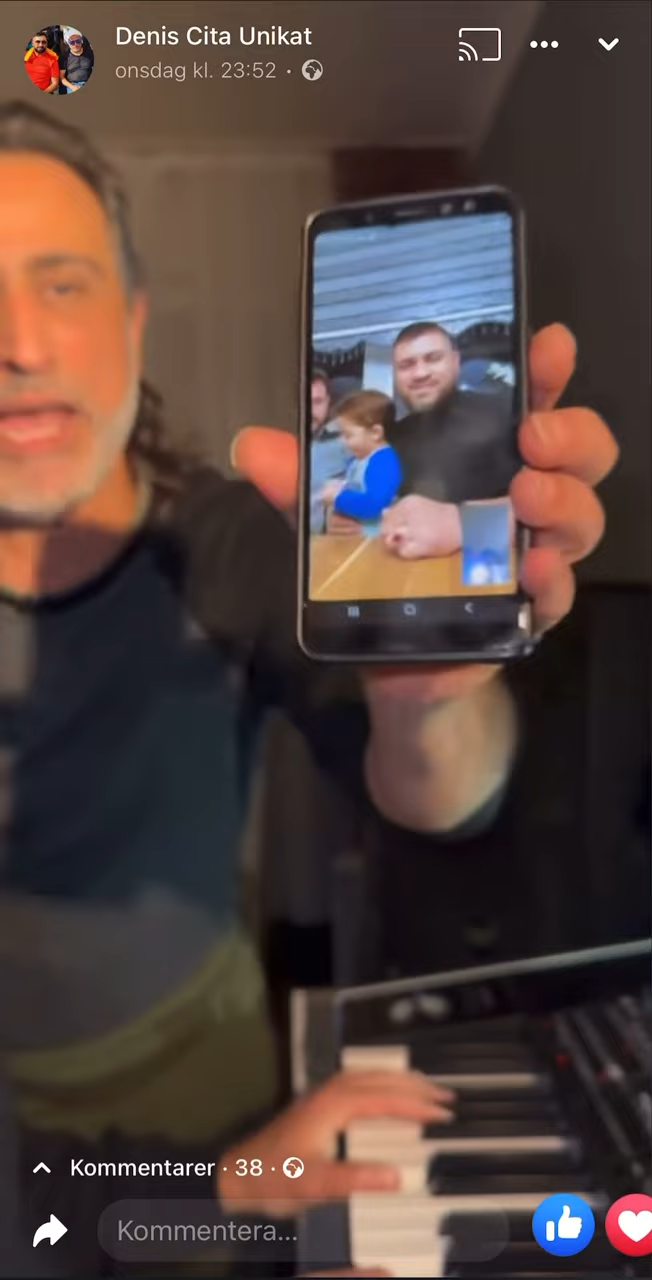 Denis Cita Unikat
onsdag kl. 23:52 ·
Kommentarer · 38 ·
Kommentera...